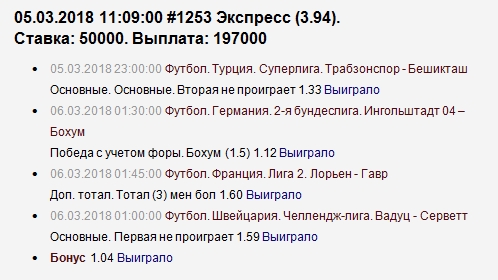 05.03.2018 11:09:00 #1253 Экспресс (3.94).
Ставка: 50000. Выплата: 197000
05.03.2018 23:00:00 Футбол. Турция. Суперлига. Трабзонспор - Бешикташ
Основные. Основные. Вторая не проиграет 1.33 Выиграло
06.03.2018 01:30:00 Футбол. Германия. 2-я бундеслига. Ингольштадт 04 –
Бохум
Победа с учетом форы. Бохум (1.5) 1.12 Выиграло
06.03.2018 01:45:00 Футбол. Франция. Лига 2. Лорьен - Гавр
Доп. тотал. Тотал (3) мен бол 1.60 Выиграло
06.03.2018 01:00:00 Футбол. Швейцария. Челлендж-лига. Вадуц - Серветт
Основные. Первая не проиграет 1.59 Выиграло
Бонус 1.04 Выиграло